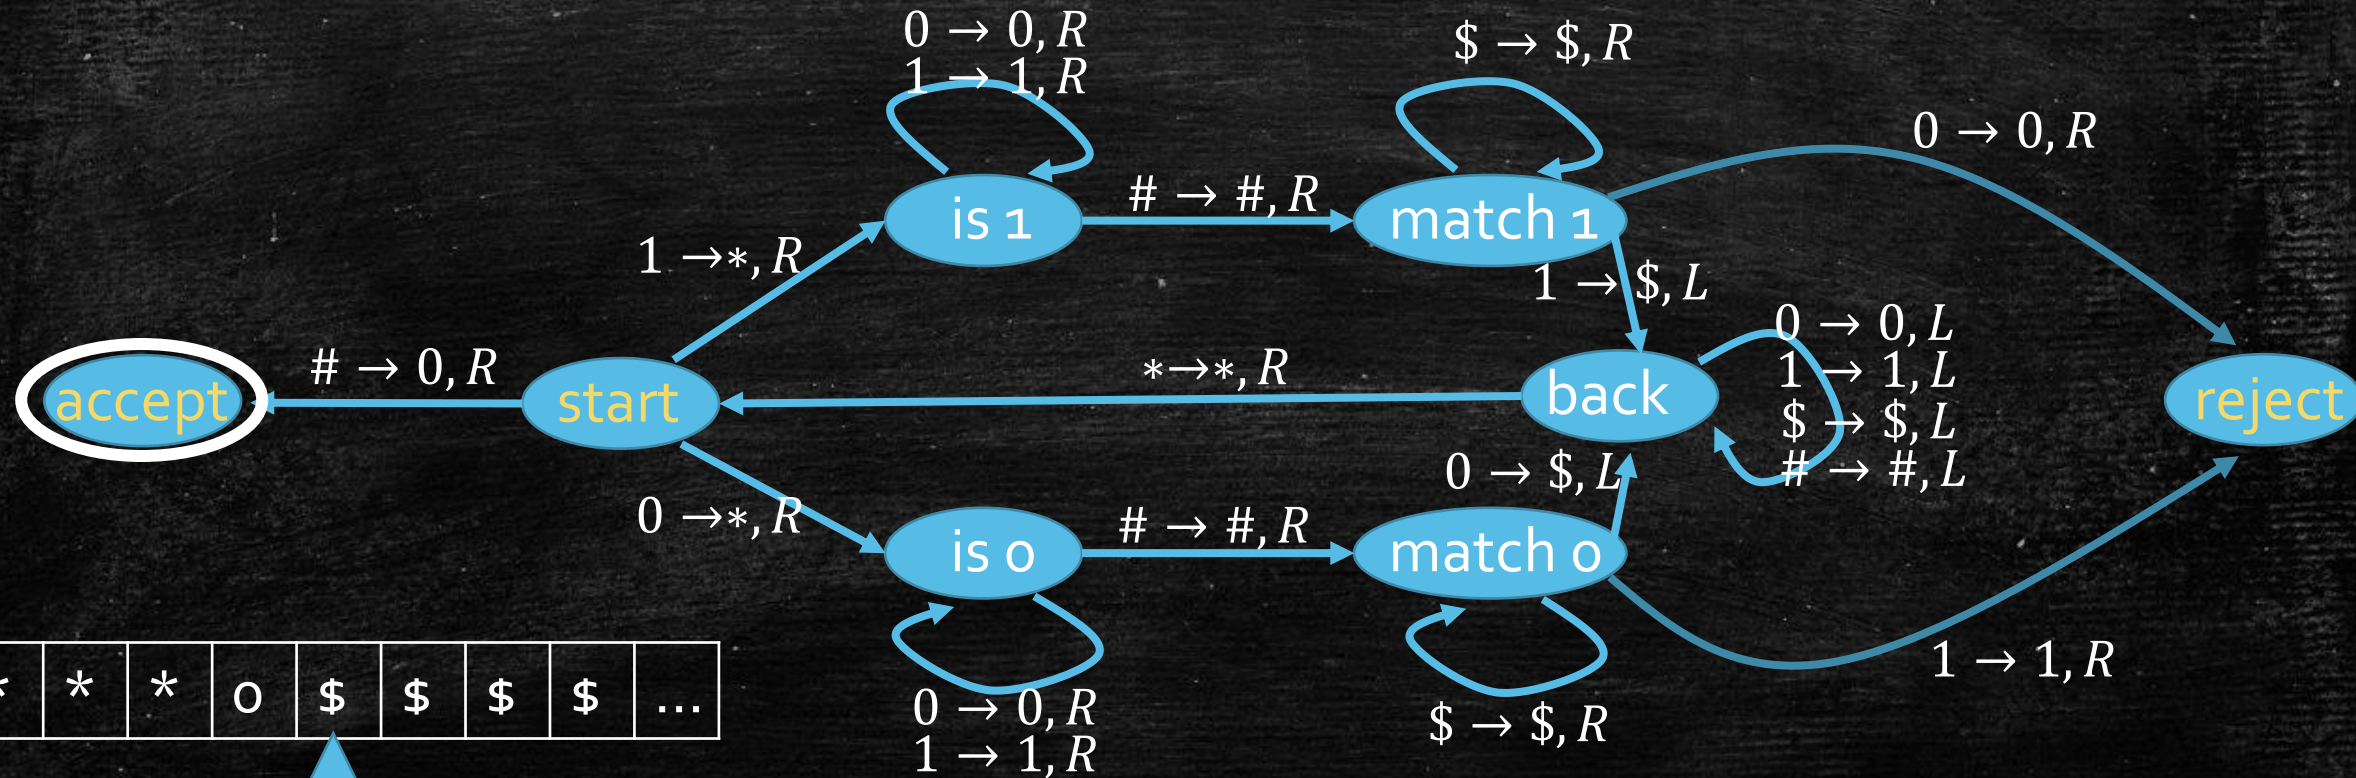 0 → 0, R
1 → 1, R
$ → $, R
0 → 0, R
is 1
# → #, R
match 1
1 →*, R
1 → $, L
accept
# → 0, R
start
*→*, R
back
0 → 0, L
1 → 1, L
$ → $, L
# → #, L
reject
0 → $, L
0 →*, R
is 0
# → #, R
match 0
1 → 1, R
0 → 0, R
1 → 1, R
$ → $, R
* * * 0 $ $ $ $ ...